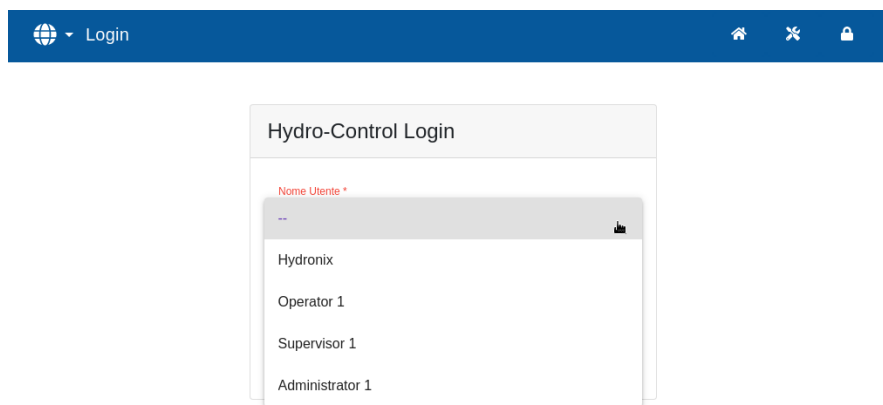 Login
Hydro-Control Login
Nome Utente *
--
Hydronix
Operator 1
Supervisor 1
Administrator 1